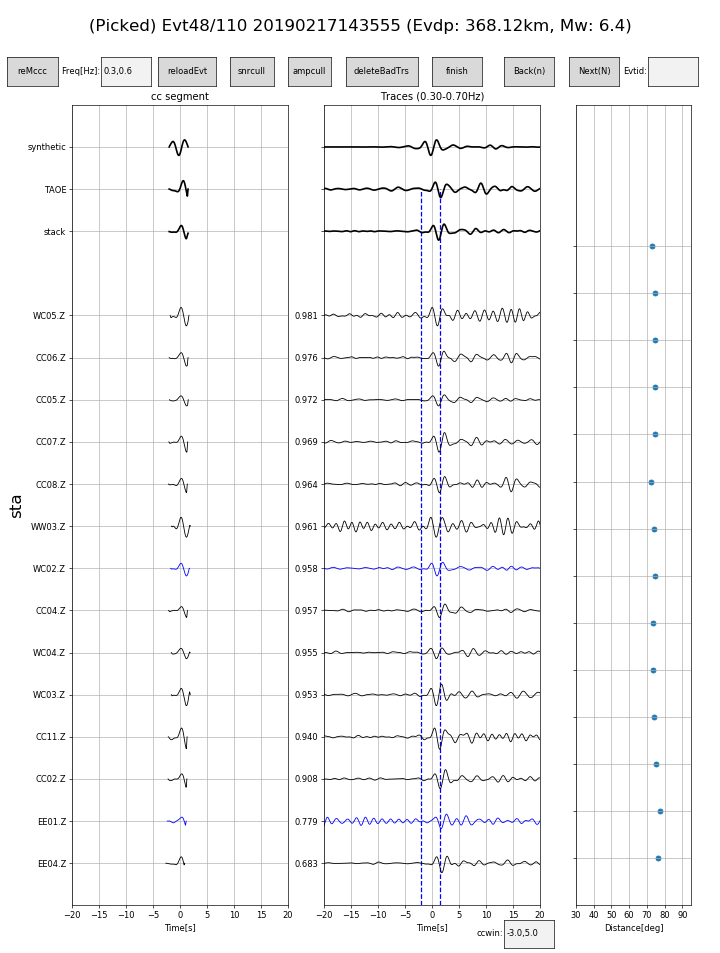 (Picked) Evt48/110 20190217143555 (Evdp: 368.12km, Mw: 6.4)
reMccc Freq[Hz]: 0.3,0.6 reloadEvt snrcull ampcull deleteBadTrs finish Back(n) Next(N) Evtid:
cc segment Traces (0.30-0.70Hz)
synthetic
TAOE
stack
WC05.Z 0.981
CC06.Z 0.976
CC05.Z 0.972
CC07.Z 0.969
CC08.Z 0.964
sta
WW03.Z 0.961
WC02.Z 0.958
CC04.Z 0.957
WC04.Z 0.955
WC03.Z 0.953
CC11.Z 0.940
CC02.Z 0.908
EE01.Z 0.779
EE04.Z 0.683
−20 −15 −10 −5 0 5 10 15 20 −20 −15 −10 −5 0 5 10 15 20 30 40 50 60 70 80 90
Time[s] Time[s] Distance[deg]
ccwin: -3.0,5.0